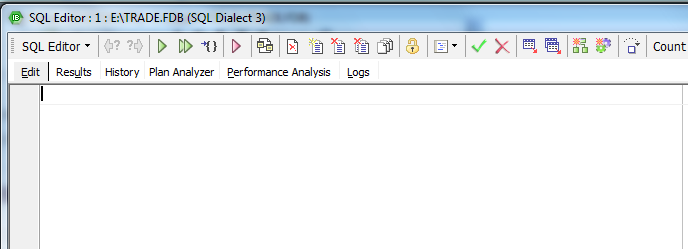 SQL Editor : 1 : E:\TRADE.FDB (SQL Dialect 3)
SQL Editor Count
Edit Results History Plan Analyzer Performance Analysis Logs